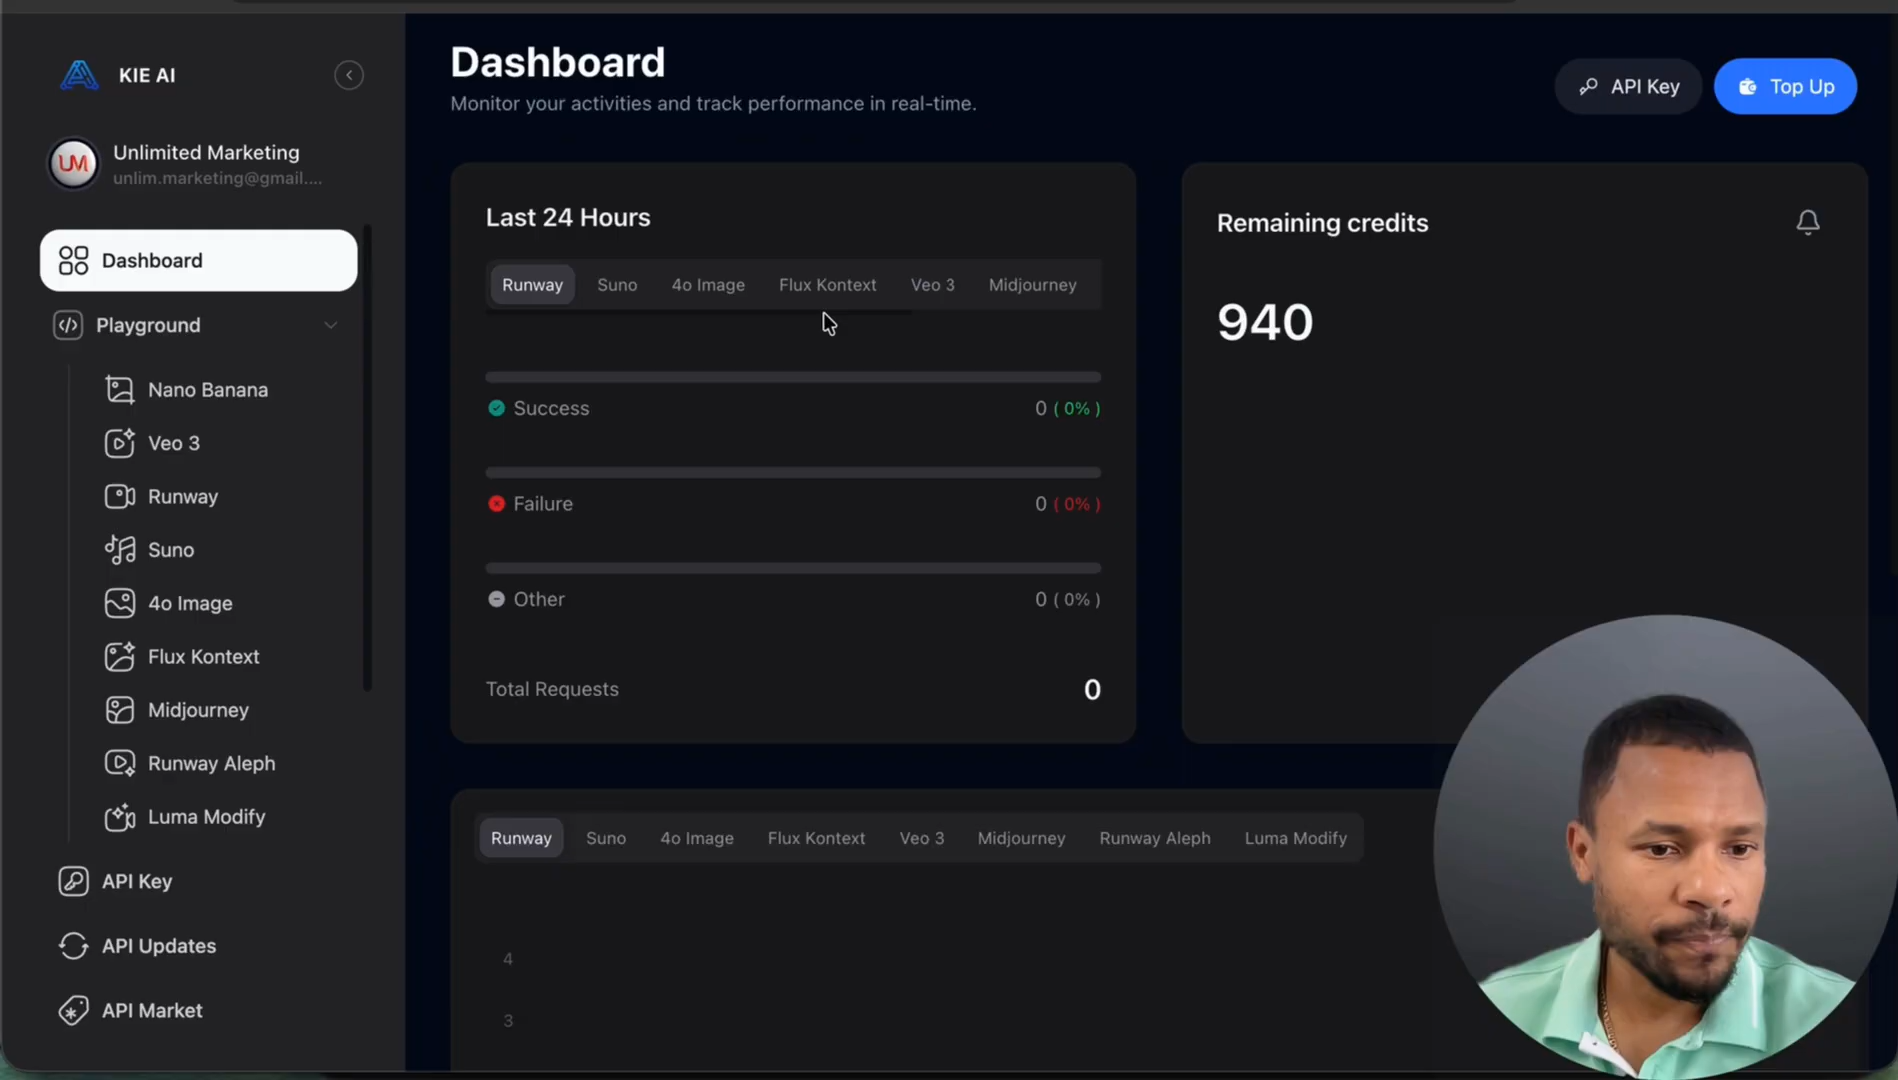 KIE AI
UM
Unlimited Marketing
unlim.marketing@gmail....
Dashboard
Playground
Nano Banana
Veo 3
Runway
Suno
4o Image
Flux Kontext
Midjourney
Runway Aleph
Luma Modify
API Key
API Updates
API Market
Dashboard
Monitor your activities and track performance in real-time.
API Key
Top Up
Last 24 Hours
Runway Suno 4o Image Flux Kontext Veo 3 Midjourney
Success 0 ( 0% )
Failure 0 ( 0% )
Other 0 ( 0% )
Total Requests 0
Remaining credits
940
Runway Suno 4o Image Flux Kontext Veo 3 Midjourney Runway Aleph Luma Modify
4
3